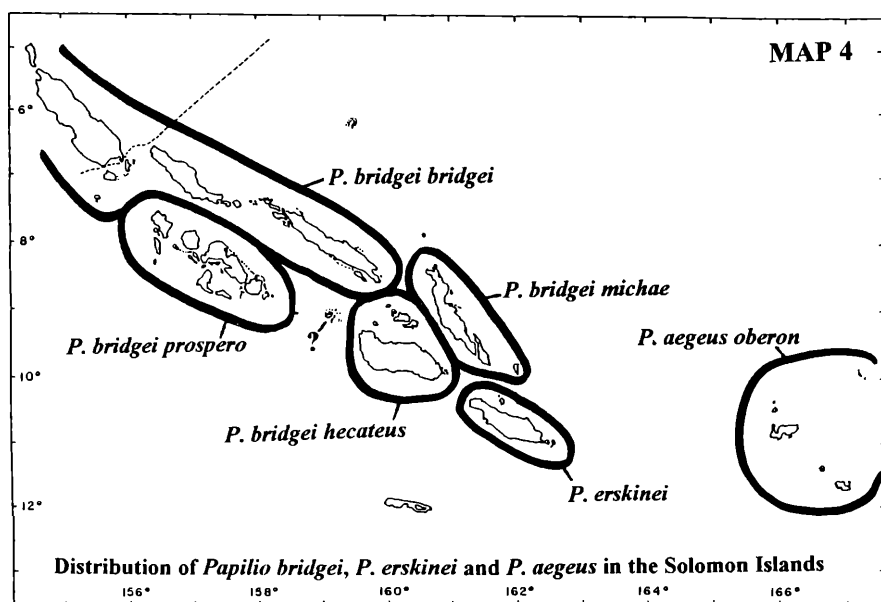 MAP 4
6°
P. bridgei bridgei
8°
P. bridgei michae
P. bridgei prospero
?
P. aegeus oberon
10°
P. bridgei hecateus
P. erskinei
12°
Distribution of Papilio bridgei, P. erskinei and P. aegeus in the Solomon Islands
156° 158° 160° 162° 164° 166°